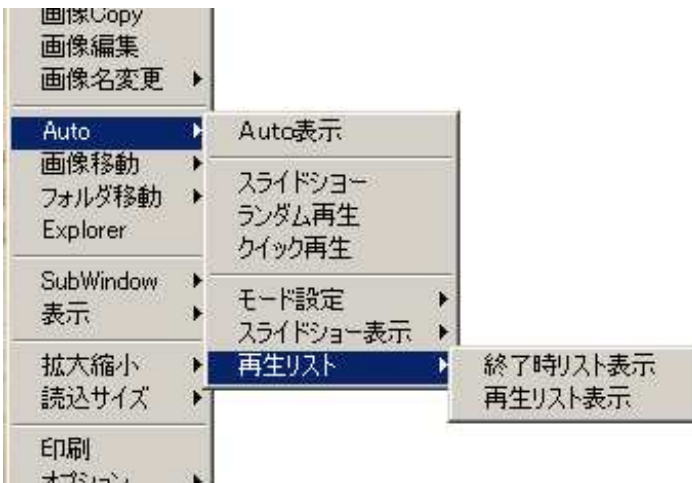 画像Copy
画像編集
画像名変更
Auto
画像移動
フォルダ移動
Explorer
SubWindow
表示
拡大縮小
読込サイズ
印刷
オプション
Auto表示
スライドショー
ランダム再生
クイック再生
モード設定
スライドショー表示
再生リスト
終了時リスト表示
再生リスト表示